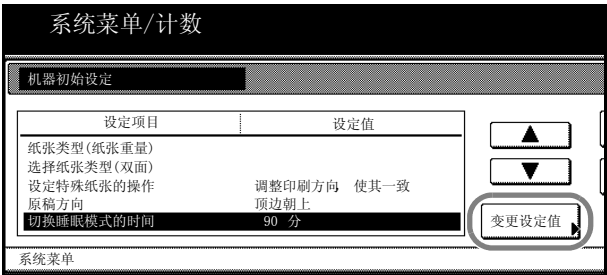 系统菜单/计数
机器初始设定
设定项目 设定值
纸张类型(纸张重量)
选择纸张类型(双面)
设定特殊纸张的操作 调整印刷方向, 使其一致
原稿方向 顶边朝上
切换睡眠模式的时间 90 分
变更设定值
系统菜单